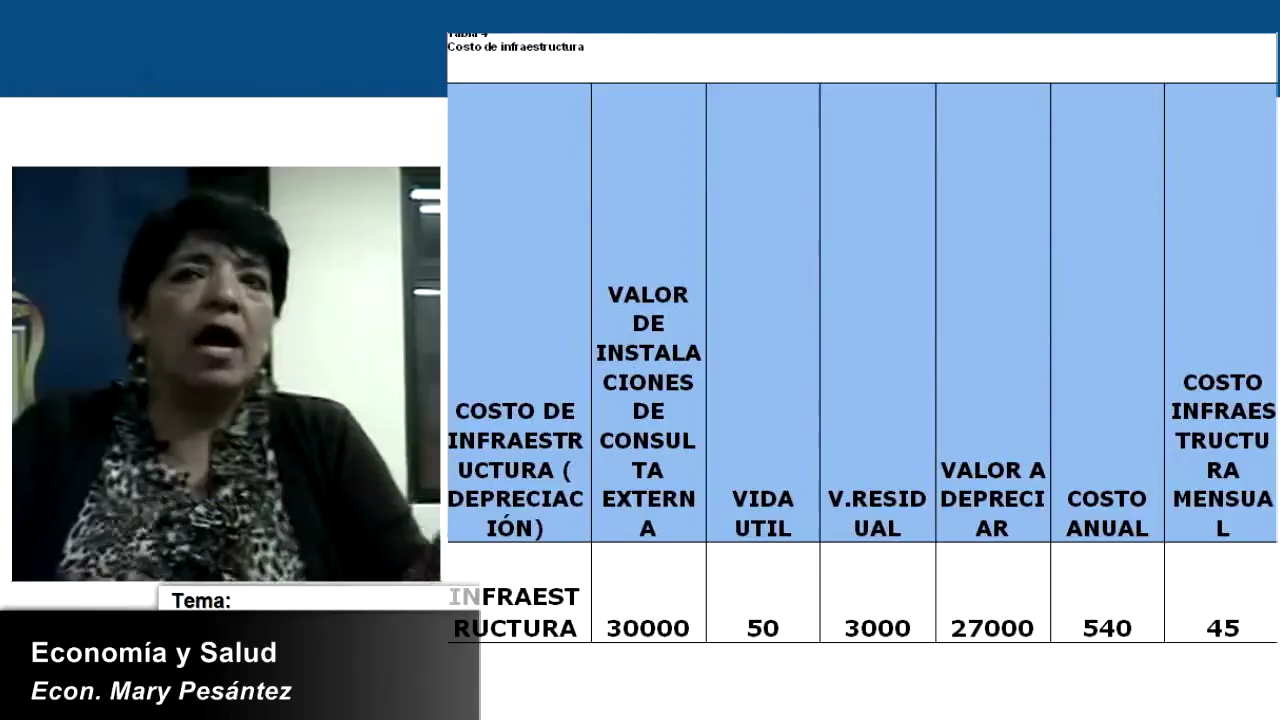 Tabla 4
Costo de infraestructura
COSTO DE
INFRAESTR
UCTURA (
DEPRECIAC
IÓN)
VALOR
DE
INSTALA
CIONES
DE
CONSUL
TA
EXTERN
A
VIDA
UTIL
V.RESID
UAL
VALOR A
DEPRECI
AR
COSTO
ANUAL
COSTO
INFRAES
TRUCTU
RA
MENSUA
L
INFRAEST
RUCTURA
30000
50
3000
27000
540
45
Tema:
Economía y Salud
Econ. Mary Pesántez